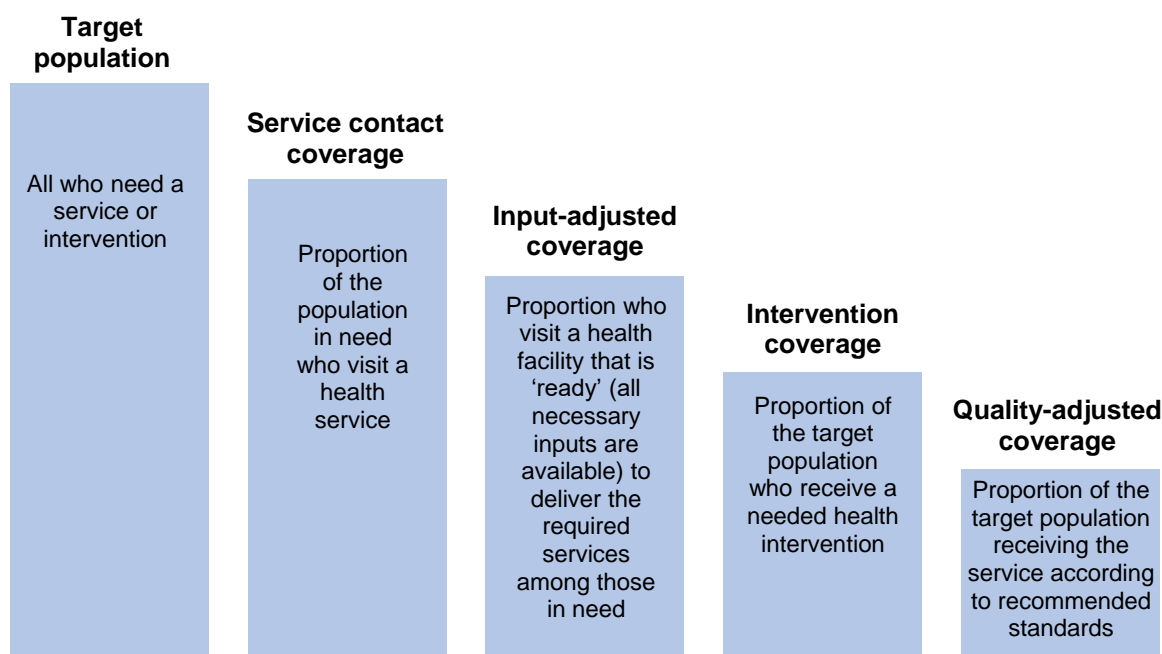 Target
population
All who need a
service or
intervention
Service contact
coverage
Proportion
of the
population
in need
who visit a
health
service
Input-adjusted
coverage
Proportion who
visit a health
facility that is
‘ready’ (all
necessary
inputs are
available) to
deliver the
required
services
among those
in need
Intervention
coverage
Proportion of
the target
population
who receive a
needed health
intervention
Quality-adjusted
coverage
Proportion of the
target population
receiving the
service according
to recommended
standards